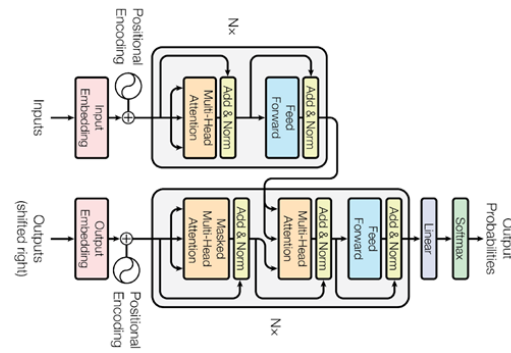 Output
Probabilities
Softmax
Linear
Add & Norm
Feed
Forward
Add & Norm
Multi-Head
Attention
Add & Norm
Masked
Multi-Head
Attention
Nx
Positional
Encoding
Output
Embedding
Outputs
(shifted right)
Add & Norm
Feed
Forward
Add & Norm
Multi-Head
Attention
Nx
Positional
Encoding
Input
Embedding
Inputs